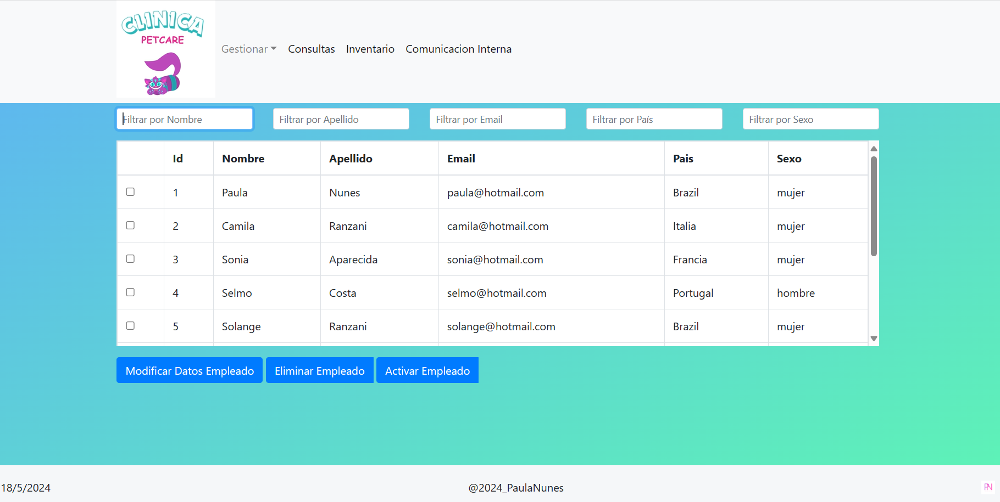 CLINICA
PETCARE
Gestionar Consultas Inventario Comunicacion Interna
Filtrar por Nombre Filtrar por Apellido Filtrar por Email Filtrar por País Filtrar por Sexo
Id Nombre Apellido Email Pais Sexo
1 Paula Nunes paula@hotmail.com Brazil mujer
2 Camila Ranzani camila@hotmail.com Italia mujer
3 Sonia Aparecida sonia@hotmail.com Francia mujer
4 Selmo Costa selmo@hotmail.com Portugal hombre
5 Solange Ranzani solange@hotmail.com Brazil mujer
Modificar Datos Empleado Eliminar Empleado Activar Empleado
18/5/2024 @2024_PaulaNunes PN